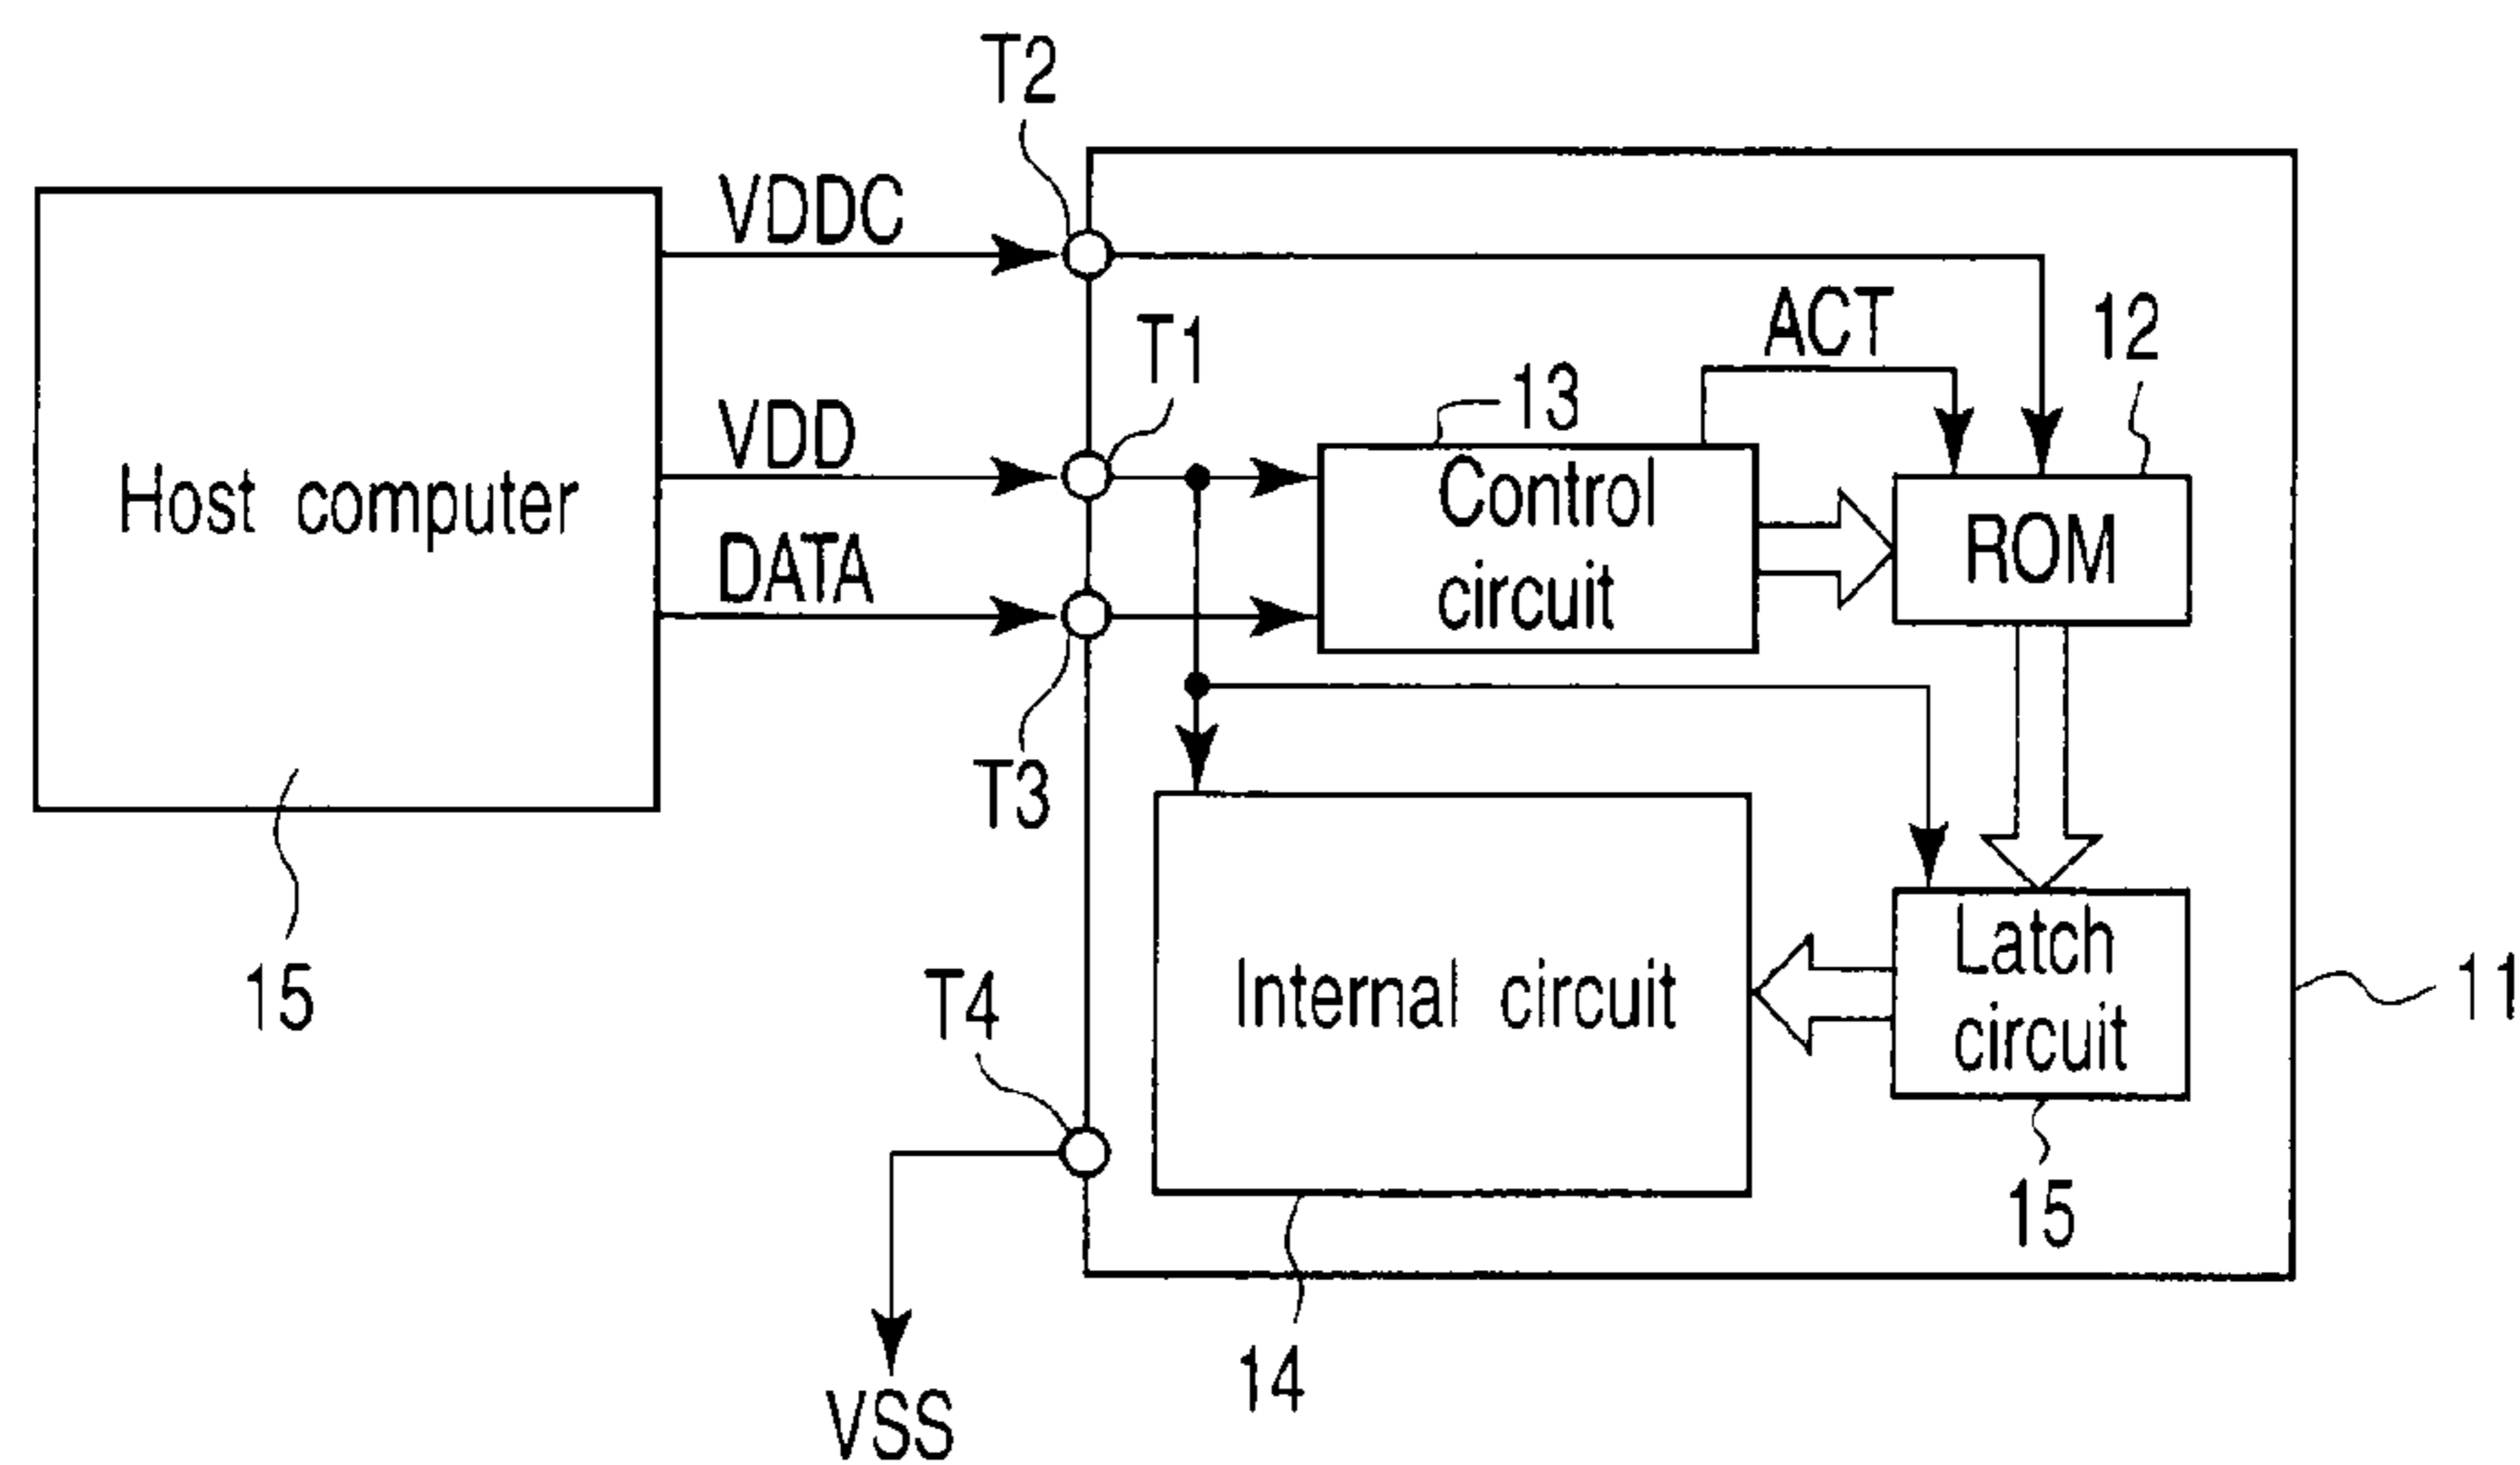 T2
VDDC
T1
ACT
12
13
VDD
Host computer
Control
circuit
ROM
DATA
T3
15
T4
Internal circuit
Latch
circuit
11
15
14
VSS